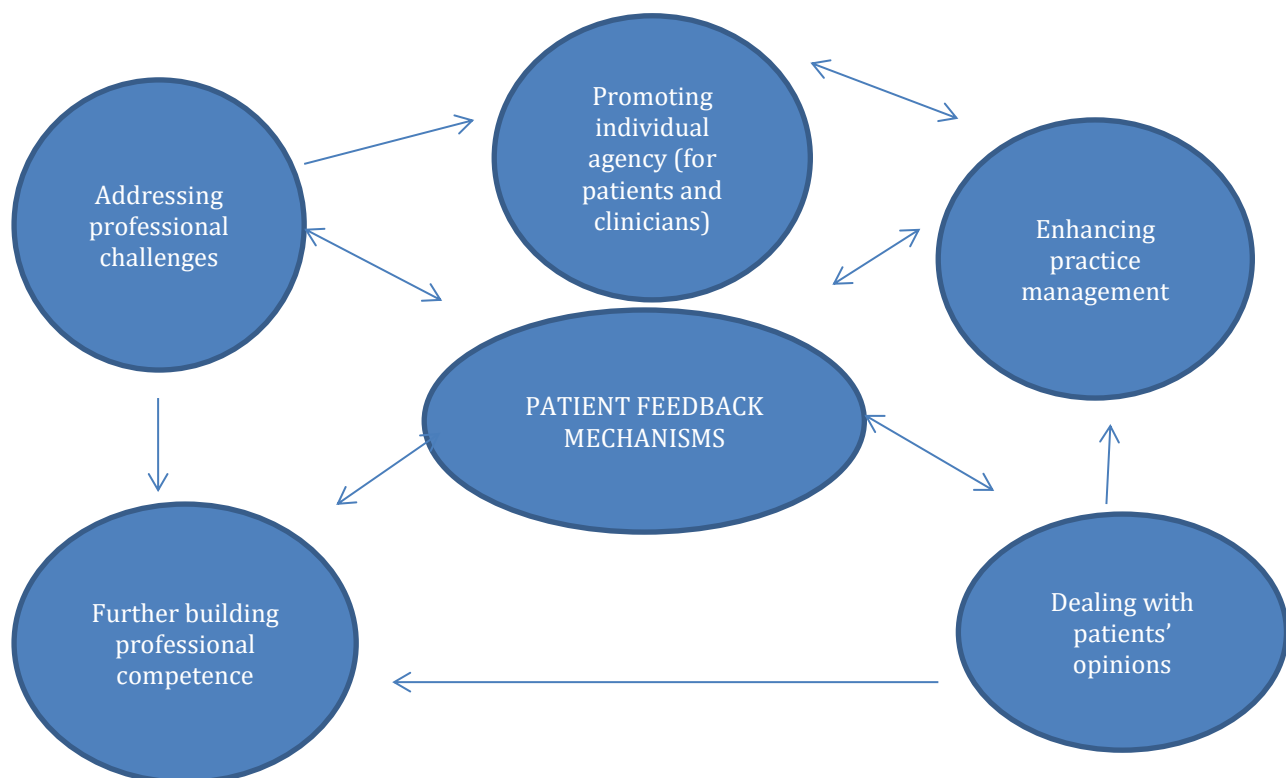 Promoting
individual
agency (for
patients and
clinicians)
Addressing
professional
challenges
Enhancing
practice
management
PATIENT FEEDBACK
MECHANISMS
Further building
professional
competence
Dealing with
patients’
opinions